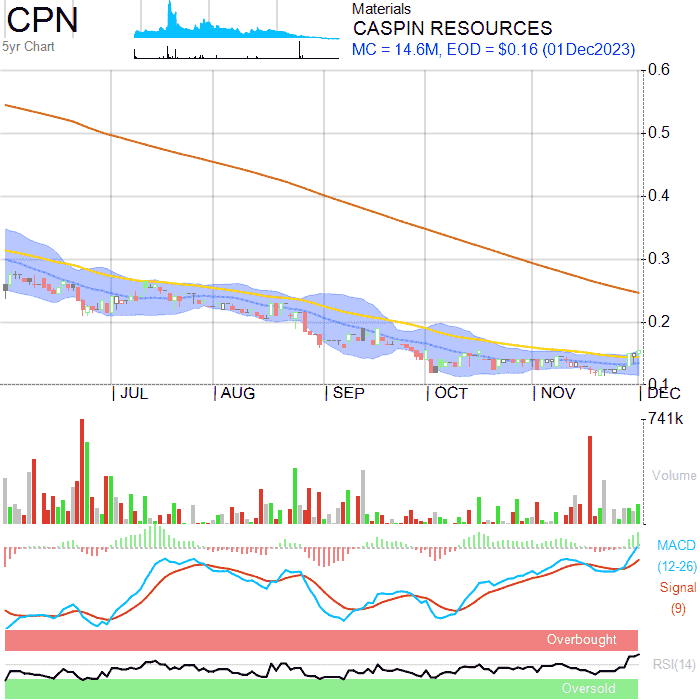 CPN
5yr Chart
Materials
CASPIN RESOURCES
MC = 14.6M, EOD = $0.16 (01Dec2023)
0.6
0.5
0.4
0.3
0.2
0.1
JUL AUG SEP OCT NOV DEC
741k
Volume
MACD
(12-26)
Signal
(9)
Overbought
RSI(14)
Oversold